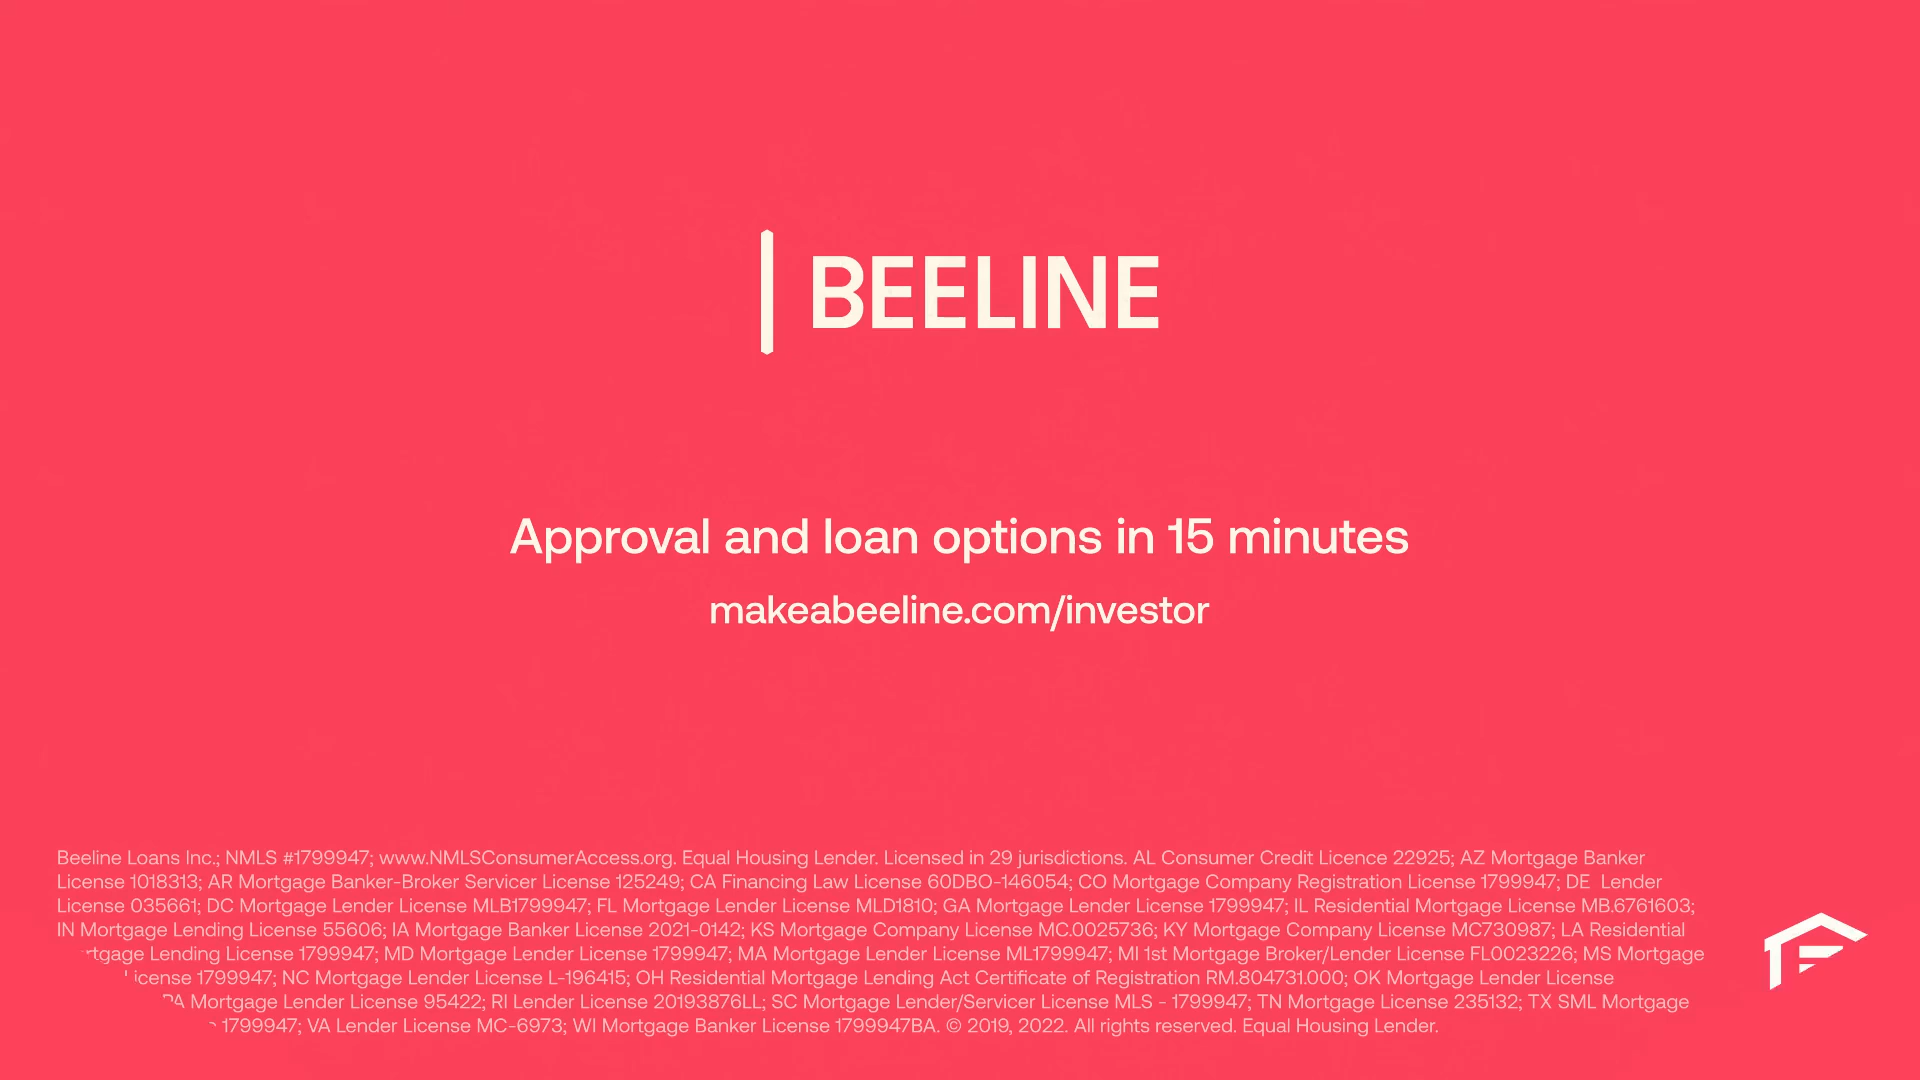 BEELINE
Approval and loan options in 15 minutes
makeabeeline.com/investor
Beeline Loans Inc.; NMLS #1799947; www.NMLSConsumerAccess.org. Equal Housing Lender. Licensed in 29 jurisdictions. AL Consumer Credit Licence 22925; AZ Mortgage Banker
License 1018313; AR Mortgage Banker-Broker Servicer License 125249; CA Financing Law License 60DBO-146054; CO Mortgage Company Registration License 1799947; DE Lender
License 035661; DC Mortgage Lender License MLB1799947; FL Mortgage Lender License MLD1810; GA Mortgage Lender License 1799947; IL Residential Mortgage License MB.6761603;
IN Mortgage Lending License 55606; IA Mortgage Banker License 2021-0142; KS Mortgage Company License MC.0025736; KY Mortgage Company License MC730987; LA Residential
Lending License 1799947; MD Mortgage Lender License 1799947; MA Mortgage Lender License ML1799947; MI 1st Mortgage Broker/Lender License FL0023226; MS Mortgage
1799947; NC Mortgage Lender License L-196415; OH Residential Mortgage Lending Act Certificate of Registration RM.804731.000; OK Mortgage Lender License
Mortgage Lender License 95422; RI Lender License 20193876LL; SC Mortgage Lender/Servicer License MLS - 1799947; TN Mortgage License 235132; TX SML Mortgage
1799947; VA Lender License MC-6973; WI Mortgage Banker License 1799947BA. © 2019, 2022. All rights reserved. Equal Housing Lender.